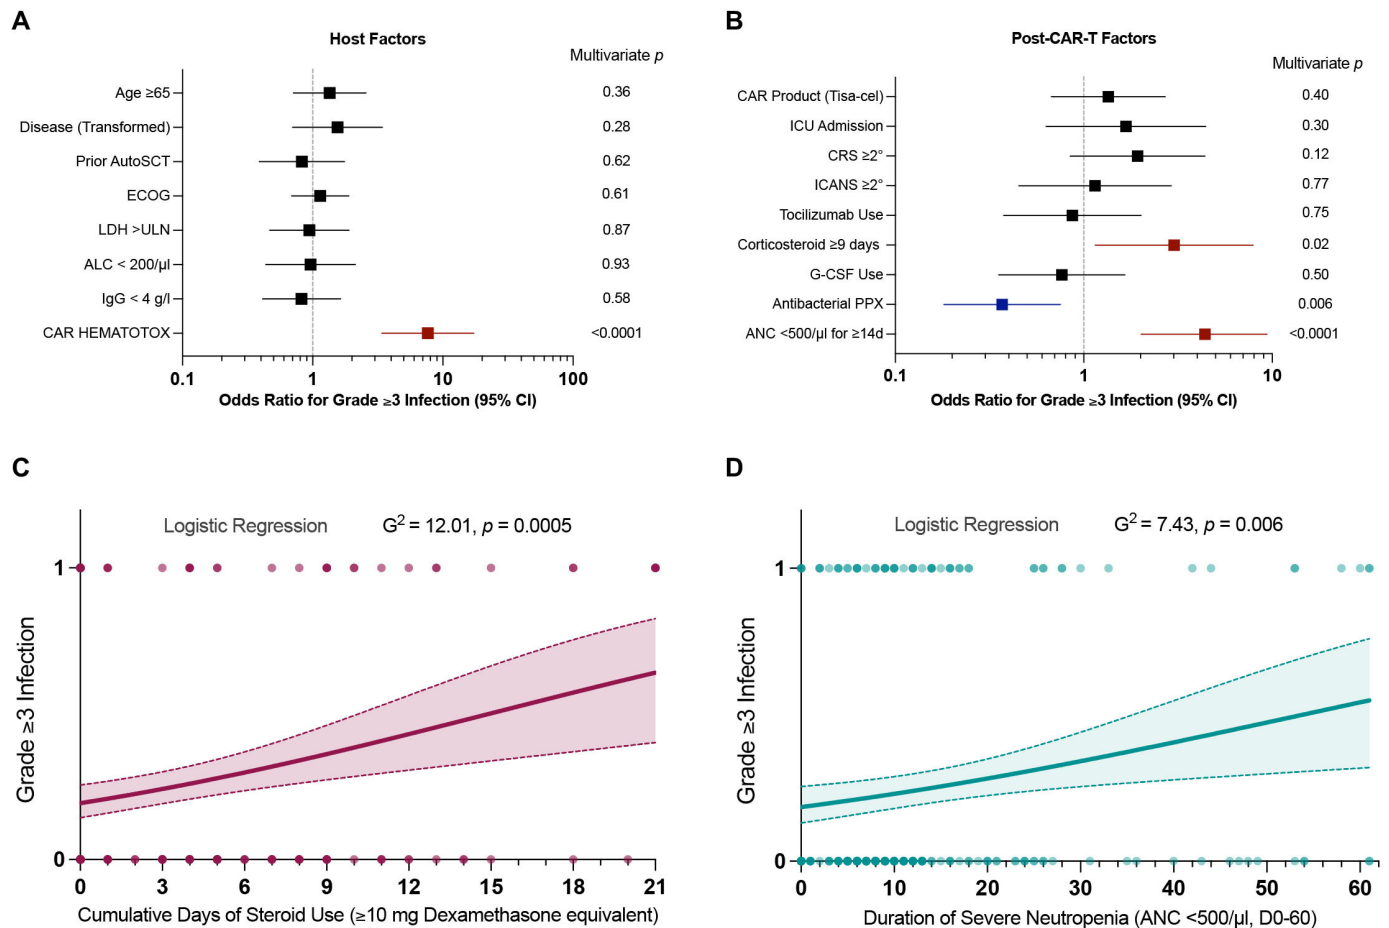 A
Host Factors
Multivariate p
Age ≥65
0.36
Disease (Transformed)
0.28
Prior AutoSCT
0.62
ECOG
0.61
LDH >ULN
0.87
ALC < 200/µl
0.93
IgG < 4 g/l
0.58
CAR HEMATOTOX
<0.0001
0.1 1 10 100
Odds Ratio for Grade ≥3 Infection (95% CI)
B
Post-CAR-T Factors
Multivariate p
CAR Product (Tisa-cel)
0.40
ICU Admission
0.30
CRS ≥2°
0.12
ICANS ≥2°
0.77
Tocilizumab Use
0.75
Corticosteroid ≥9 days
0.02
G-CSF Use
0.50
Antibacterial PPX
0.006
ANC <500/µl for ≥14d
<0.0001
0.1 1 10
Odds Ratio for Grade ≥3 Infection (95% CI)
C
Logistic Regression G2 = 12.01, p = 0.0005
1
Grade ≥3 Infection
0
0 3 6 9 12 15 18 21
Cumulative Days of Steroid Use (≥10 mg Dexamethasone equivalent)
D
Logistic Regression G2 = 7.43, p = 0.006
1
Grade ≥3 Infection
0
0 10 20 30 40 50 60
Duration of Severe Neutropenia (ANC <500/µl, D0-60)